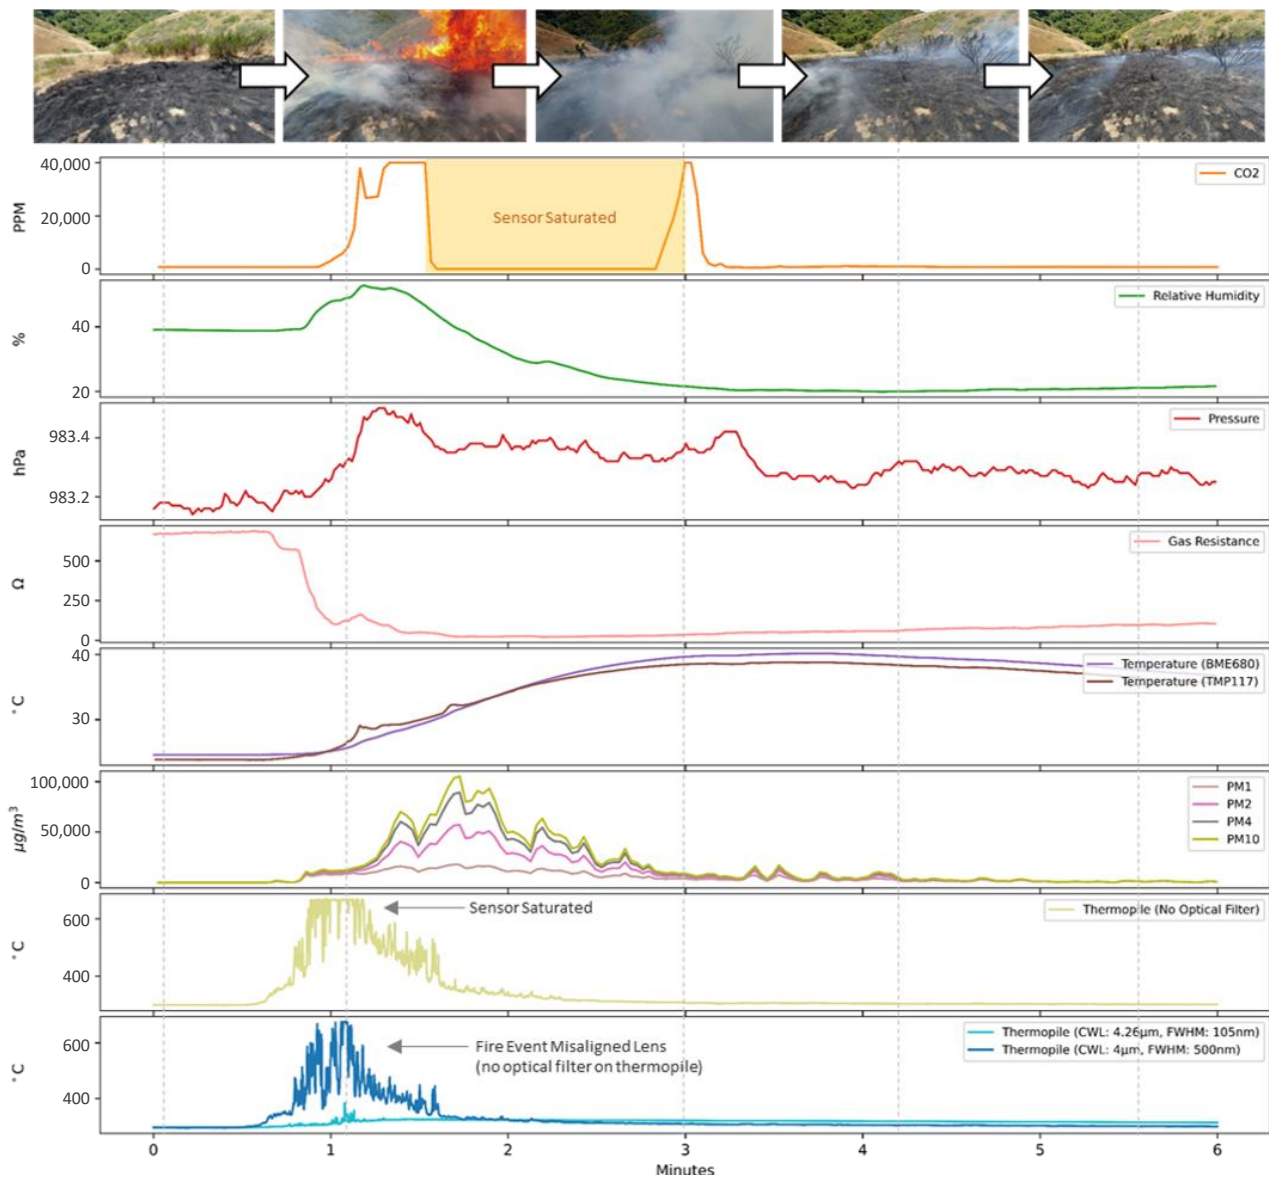 40,000
20,000
0
PPM
CO2
Sensor Saturated
40
20
%
Relative Humidity
983.4
983.2
hPa
Pressure
500
250
0
Ω
Gas Resistance
40
30
°C
Temperature (BME680)
Temperature (TMP117)
100,000
50,000
0
μg/m³
PM1
PM2
PM4
PM10
600
400
°C
Sensor Saturated
Thermopile (No Optical Filter)
600
400
°C
Fire Event Misaligned Lens
(no optical filter on thermopile)
Thermopile (CWL: 4.26μm, FWHM: 105nm)
Thermopile (CWL: 4μm, FWHM: 500nm)
0 1 2 3 4 5 6
Minutes